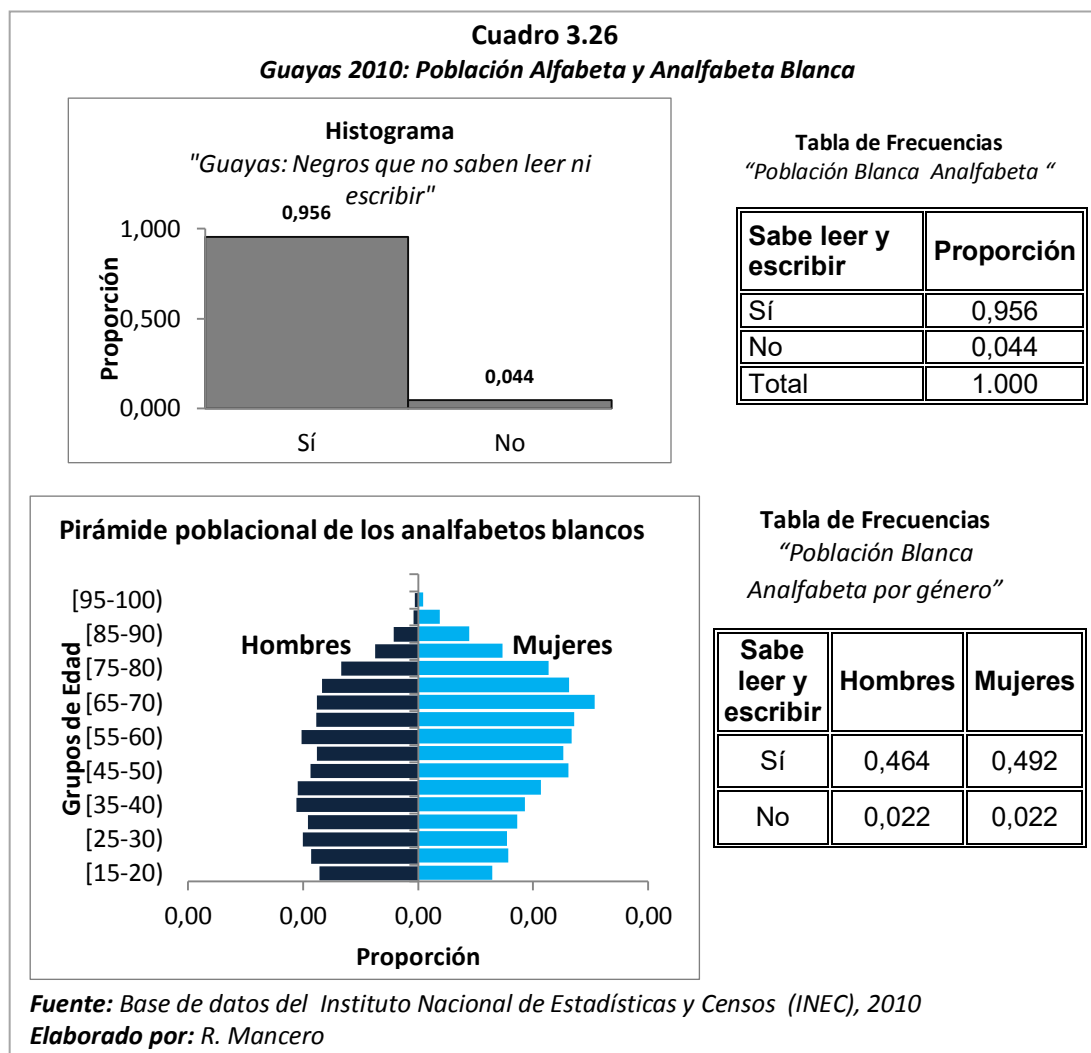 Cuadro 3.26
Guayas 2010: Población Alfabeta y Analfabeta Blanca
Histograma
"Guayas: Negros que no saben leer ni
escribir"
0,956
1,000
0,500
0,000
Proporción
0,044
Sí
No
Tabla de Frecuencias
“Población Blanca Analfabeta “
Sabe leer y
escribir
Proporción
Sí 0,956
No 0,044
Total 1.000
Pirámide poblacional de los analfabetos blancos
Grupos de Edad
[95-100)
[85-90)
[75-80)
[65-70)
[55-60)
[45-50)
[35-40)
[25-30)
[15-20)
Hombres
Mujeres
0,00 0,00 0,00 0,00 0,00
Proporción
Tabla de Frecuencias
“Población Blanca
Analfabeta por género”
Sabe
leer y
escribir
Hombres Mujeres
Sí 0,464 0,492
No 0,022 0,022
Fuente: Base de datos del Instituto Nacional de Estadísticas y Censos (INEC), 2010
Elaborado por: R. Mancero